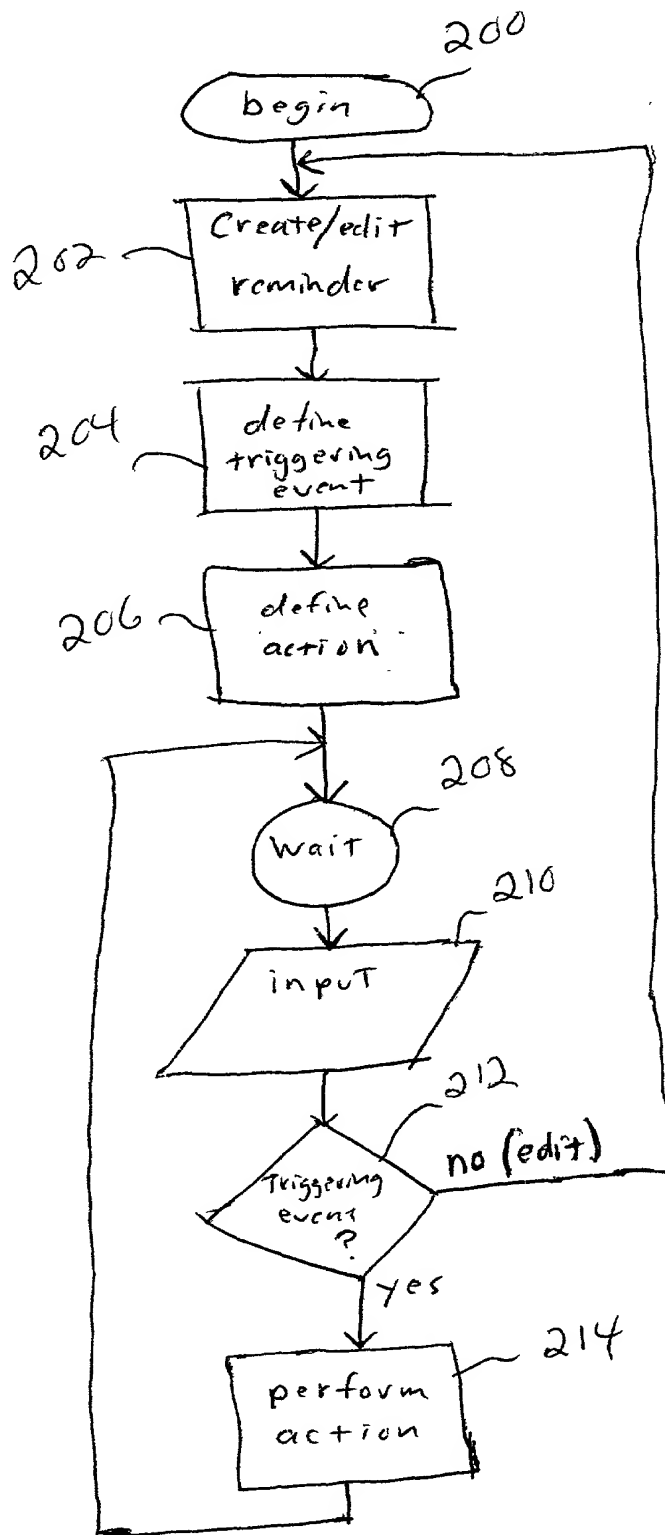 200
begin
Create/edit
reminder
202
define
triggering
event
204
define
action
206
208
wait
210
input
212
Triggering
event
?
no (edit)
yes
214
perform
action